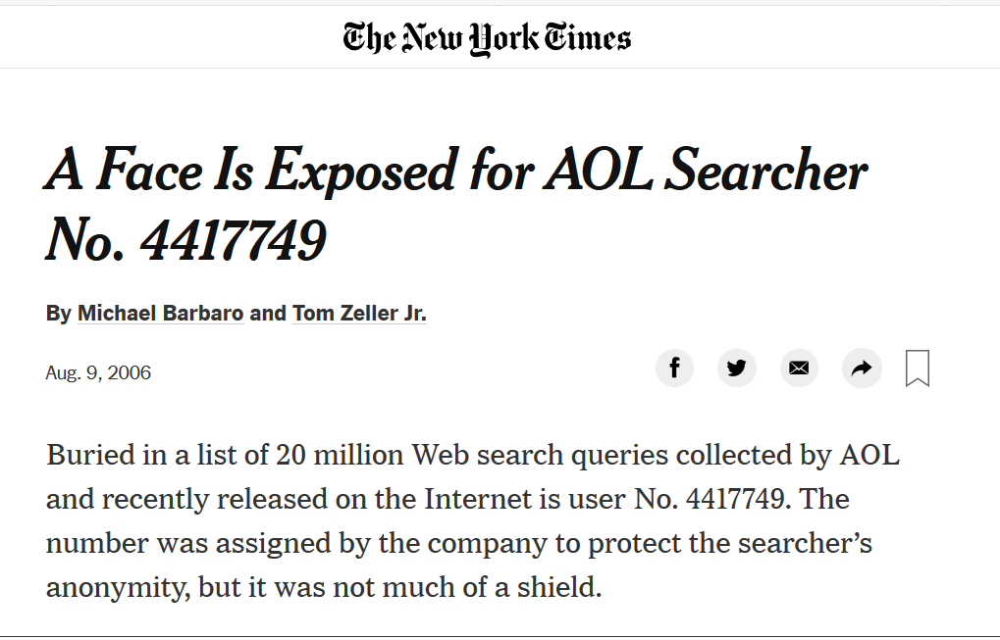 The New York Times
A Face Is Exposed for AOL Searcher
No. 4417749
By Michael Barbaro and Tom Zeller Jr.
Aug. 9, 2006
Buried in a list of 20 million Web search queries collected by AOL
and recently released on the Internet is user No. 4417749. The
number was assigned by the company to protect the searcher’s
anonymity, but it was not much of a shield.